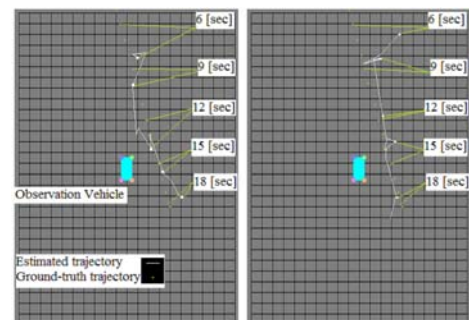 6 [sec]
9 [sec]
12 [sec]
15 [sec]
18 [sec]
Observation Vehicle
Estimated trajectory
Ground-truth trajectory
6 [sec]
9 [sec]
12 [sec]
15 [sec]
18 [sec]